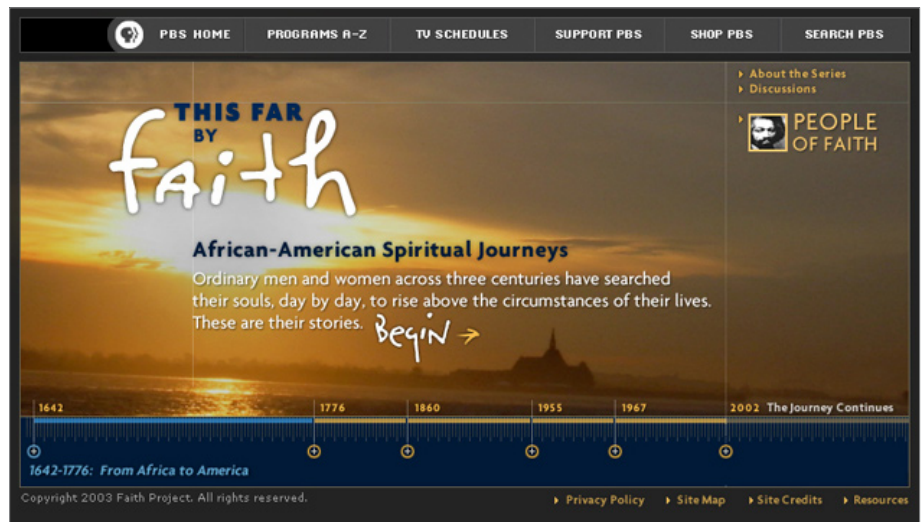 PBS HOME
PROGRAMS A-Z
TV SCHEDULES
SUPPORT PBS
SHOP PBS
SEARCH PBS
About the Series
Discussions
PEOPLE
OF FAITH
THIS FAR
BY
faith
African-American Spiritual Journeys
Ordinary men and women across three centuries have searched
their souls, day by day, to rise above the circumstances of their lives.
These are their stories. Begin
1642
1776
1860
1955
1967
2002 The Journey Continues
1642-1776: From Africa to America
Copyright 2003 Faith Project. All rights reserved.
Privacy Policy
Site Map
Site Credits
Resources